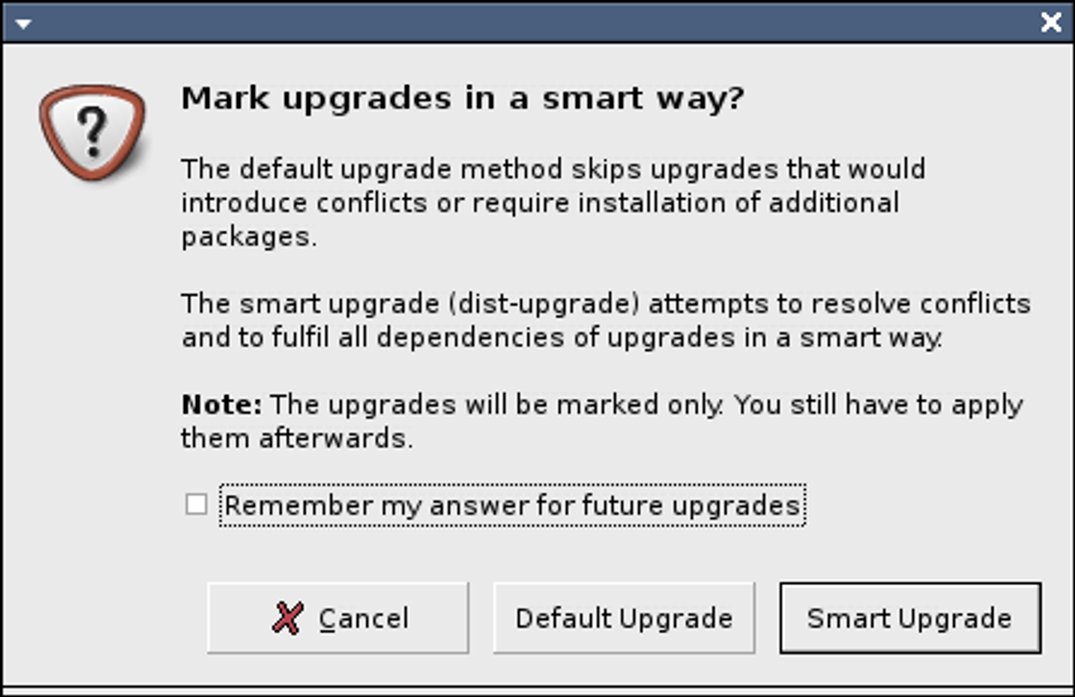 Mark upgrades in a smart way?
The default upgrade method skips upgrades that would
introduce conflicts or require installation of additional
packages.
The smart upgrade (dist-upgrade) attempts to resolve conflicts
and to fulfil all dependencies of upgrades in a smart way.
Note: The upgrades will be marked only. You still have to apply
them afterwards.
Remember my answer for future upgrades
Cancel
Default Upgrade
Smart Upgrade